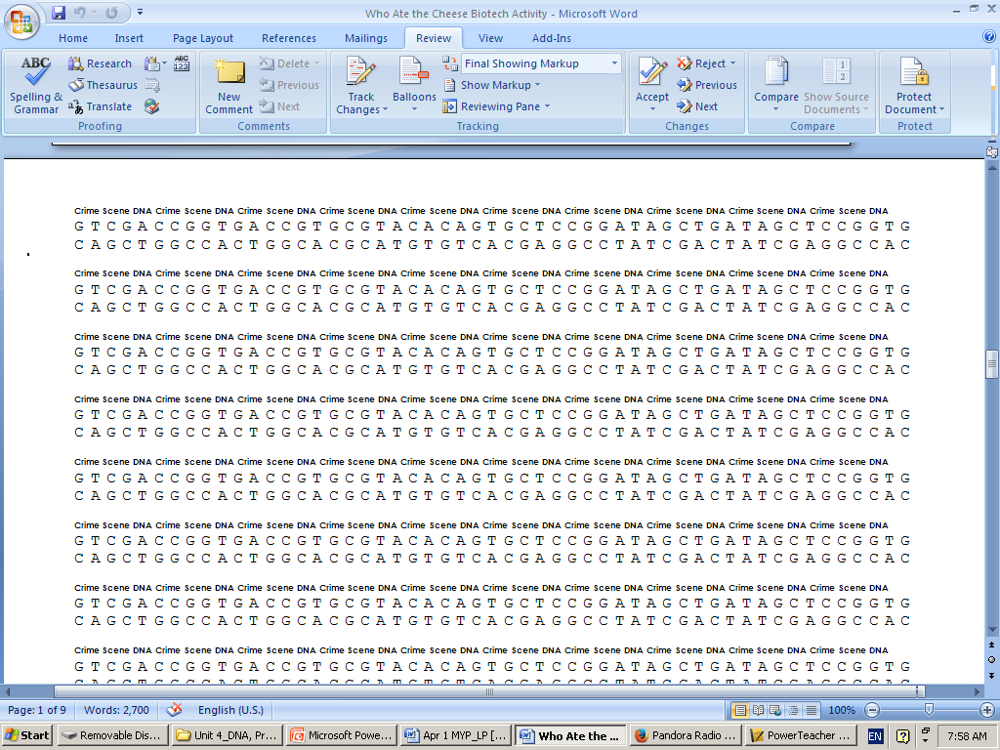 Who Ate the Cheese Biotech Activity - Microsoft Word
Home Insert Page Layout References Mailings Review View Add-Ins
ABC Research ABC 123 Delete Final Showing Markup Reject
Thesaurus Previous Show Markup Previous
Spelling & Grammar Translate New Comment Next Track Changes Balloons Reviewing Pane Accept Next Compare Show Source Documents Protect Document
Proofing Comments Tracking Changes Compare Protect
Crime Scene DNA Crime Scene DNA Crime Scene DNA Crime Scene DNA Crime Scene DNA Crime Scene DNA Crime Scene DNA Crime Scene DNA Crime Scene DNA Crime Scene DNA
G T C G A C C G G T G A C C G T G C G T A C A C A G T G C T C C G G A T A G C T G A T A G C T C C G G T G
C A G C T G G C C A C T G G C A C G C A T G T G T C A C G A G G C C T A T C G A C T A T C G A G G C C A C
Crime Scene DNA Crime Scene DNA Crime Scene DNA Crime Scene DNA Crime Scene DNA Crime Scene DNA Crime Scene DNA Crime Scene DNA Crime Scene DNA Crime Scene DNA
G T C G A C C G G T G A C C G T G C G T A C A C A G T G C T C C G G A T A G C T G A T A G C T C C G G T G
C A G C T G G C C A C T G G C A C G C A T G T G T C A C G A G G C C T A T C G A C T A T C G A G G C C A C
Crime Scene DNA Crime Scene DNA Crime Scene DNA Crime Scene DNA Crime Scene DNA Crime Scene DNA Crime Scene DNA Crime Scene DNA Crime Scene DNA Crime Scene DNA
G T C G A C C G G T G A C C G T G C G T A C A C A G T G C T C C G G A T A G C T G A T A G C T C C G G T G
C A G C T G G C C A C T G G C A C G C A T G T G T C A C G A G G C C T A T C G A C T A T C G A G G C C A C
Crime Scene DNA Crime Scene DNA Crime Scene DNA Crime Scene DNA Crime Scene DNA Crime Scene DNA Crime Scene DNA Crime Scene DNA Crime Scene DNA Crime Scene DNA
G T C G A C C G G T G A C C G T G C G T A C A C A G T G C T C C G G A T A G C T G A T A G C T C C G G T G
C A G C T G G C C A C T G G C A C G C A T G T G T C A C G A G G C C T A T C G A C T A T C G A G G C C A C
Crime Scene DNA Crime Scene DNA Crime Scene DNA Crime Scene DNA Crime Scene DNA Crime Scene DNA Crime Scene DNA Crime Scene DNA Crime Scene DNA Crime Scene DNA
G T C G A C C G G T G A C C G T G C G T A C A C A G T G C T C C G G A T A G C T G A T A G C T C C G G T G
C A G C T G G C C A C T G G C A C G C A T G T G T C A C G A G G C C T A T C G A C T A T C G A G G C C A C
Crime Scene DNA Crime Scene DNA Crime Scene DNA Crime Scene DNA Crime Scene DNA Crime Scene DNA Crime Scene DNA Crime Scene DNA Crime Scene DNA Crime Scene DNA
G T C G A C C G G T G A C C G T G C G T A C A C A G T G C T C C G G A T A G C T G A T A G C T C C G G T G
C A G C T G G C C A C T G G C A C G C A T G T G T C A C G A G G C C T A T C G A C T A T C G A G G C C A C
Crime Scene DNA Crime Scene DNA Crime Scene DNA Crime Scene DNA Crime Scene DNA Crime Scene DNA Crime Scene DNA Crime Scene DNA Crime Scene DNA Crime Scene DNA
G T C G A C C G G T G A C C G T G C G T A C A C A G T G C T C C G G A T A G C T G A T A G C T C C G G T G
C A G C T G G C C A C T G G C A C G C A T G T G T C A C G A G G C C T A T C G A C T A T C G A G G C C A C
Crime Scene DNA Crime Scene DNA Crime Scene DNA Crime Scene DNA Crime Scene DNA Crime Scene DNA Crime Scene DNA Crime Scene DNA Crime Scene DNA Crime Scene DNA
G T C G A C C G G T G A C C G T G C G T A C A C A G T G C T C C G G A T A G C T G A T A G C T C C G G T G
Page: 1 of 9 Words: 2,700 English (U.S.) 100%
Start Removable Dis... Unit 4_DNA, Pr... Microsoft Powe... Apr 1 MYP_LP [... Who Ate the ... Pandora Radio ... PowerTeacher ... EN 7:58 AM